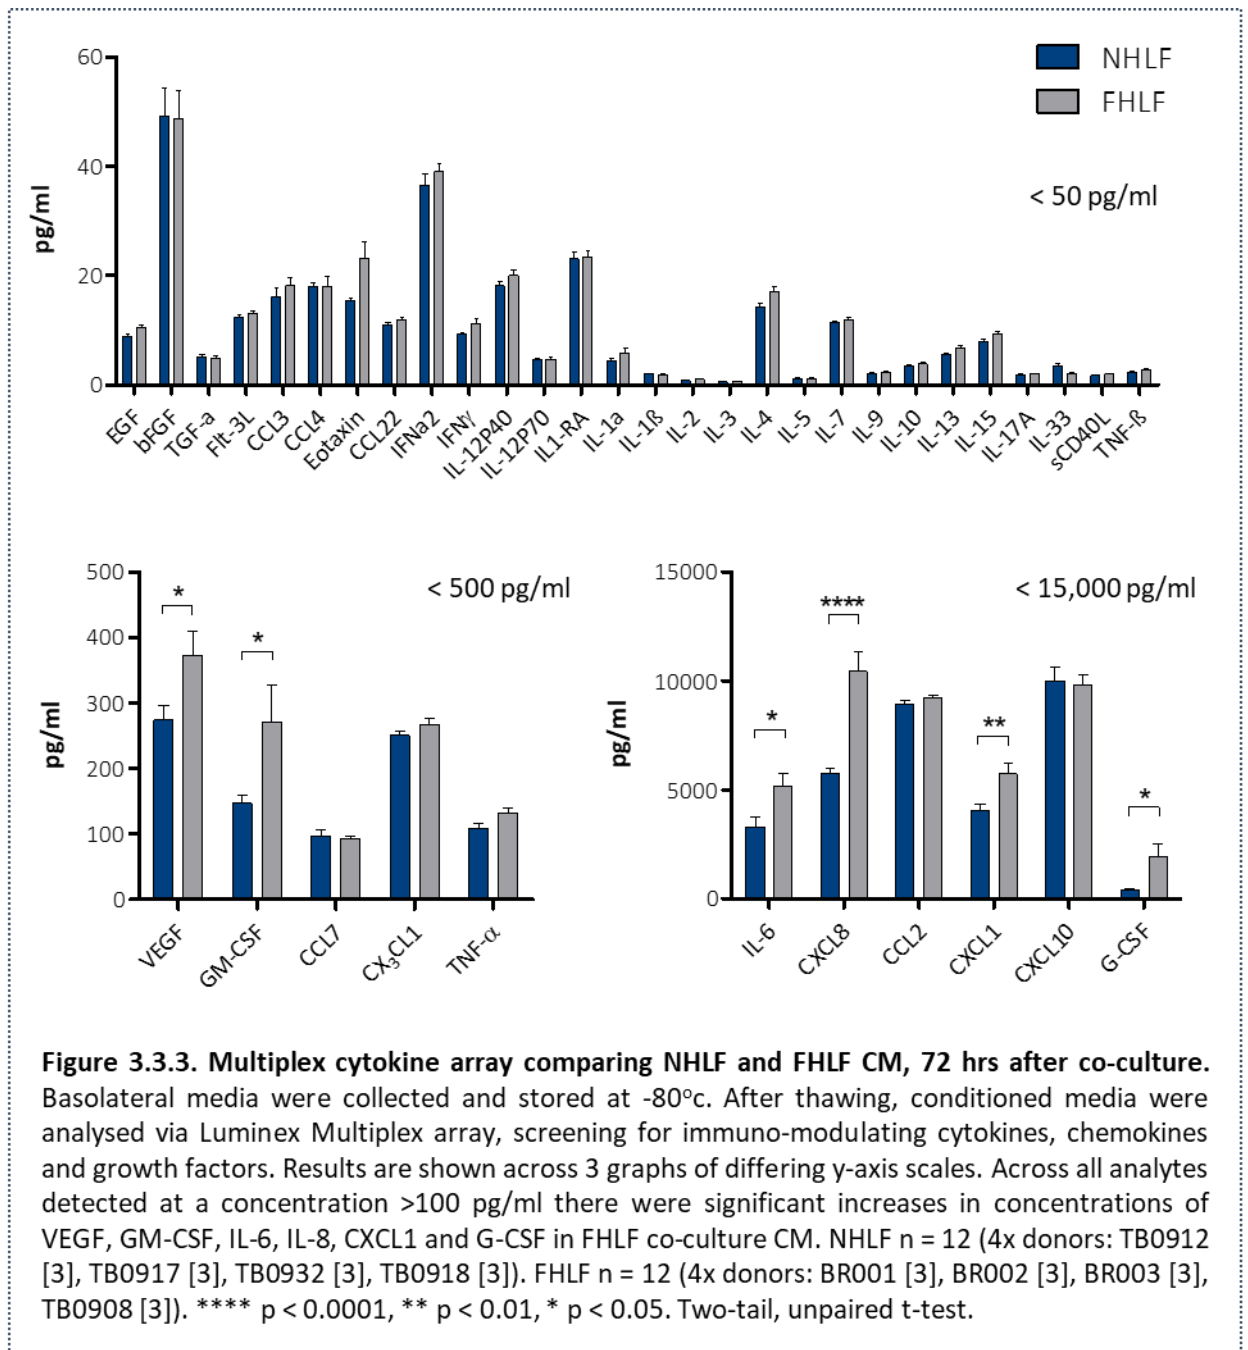 60
40
20
0
pg/ml
NHLF
FHLF
< 50 pg/ml
EGF
bFGF
TGF-a
Flt-3L
CCL3
CCL4
Eotaxin
CCL22
IFNa2
IFNγ
IL-12P40
IL-12P70
IL1-RA
IL-1a
IL-1ß
IL-2
IL-3
IL-4
IL-5
IL-7
IL-9
IL-10
IL-13
IL-15
IL-17A
IL-33
sCD40L
TNF-ß
500
400
300
200
100
0
pg/ml
< 500 pg/ml
*
*
VEGF
GM-CSF
CCL7
CX₃CL1
TNF-α
15000
10000
5000
0
pg/ml
< 15,000 pg/ml
*
****
**
*
IL-6
CXCL8
CCL2
CXCL1
CXCL10
G-CSF
Figure 3.3.3. Multiplex cytokine array comparing NHLF and FHLF CM, 72 hrs after co-culture.
Basolateral media were collected and stored at -80°c. After thawing, conditioned media were
analysed via Luminex Multiplex array, screening for immuno-modulating cytokines, chemokines
and growth factors. Results are shown across 3 graphs of differing y-axis scales. Across all analytes
detected at a concentration >100 pg/ml there were significant increases in concentrations of
VEGF, GM-CSF, IL-6, IL-8, CXCL1 and G-CSF in FHLF co-culture CM. NHLF n = 12 (4x donors: TB0912
[3], TB0917 [3], TB0932 [3], TB0918 [3]). FHLF n = 12 (4x donors: BR001 [3], BR002 [3], BR003 [3],
TB0908 [3]). **** p < 0.0001, ** p < 0.01, * p < 0.05. Two-tail, unpaired t-test.